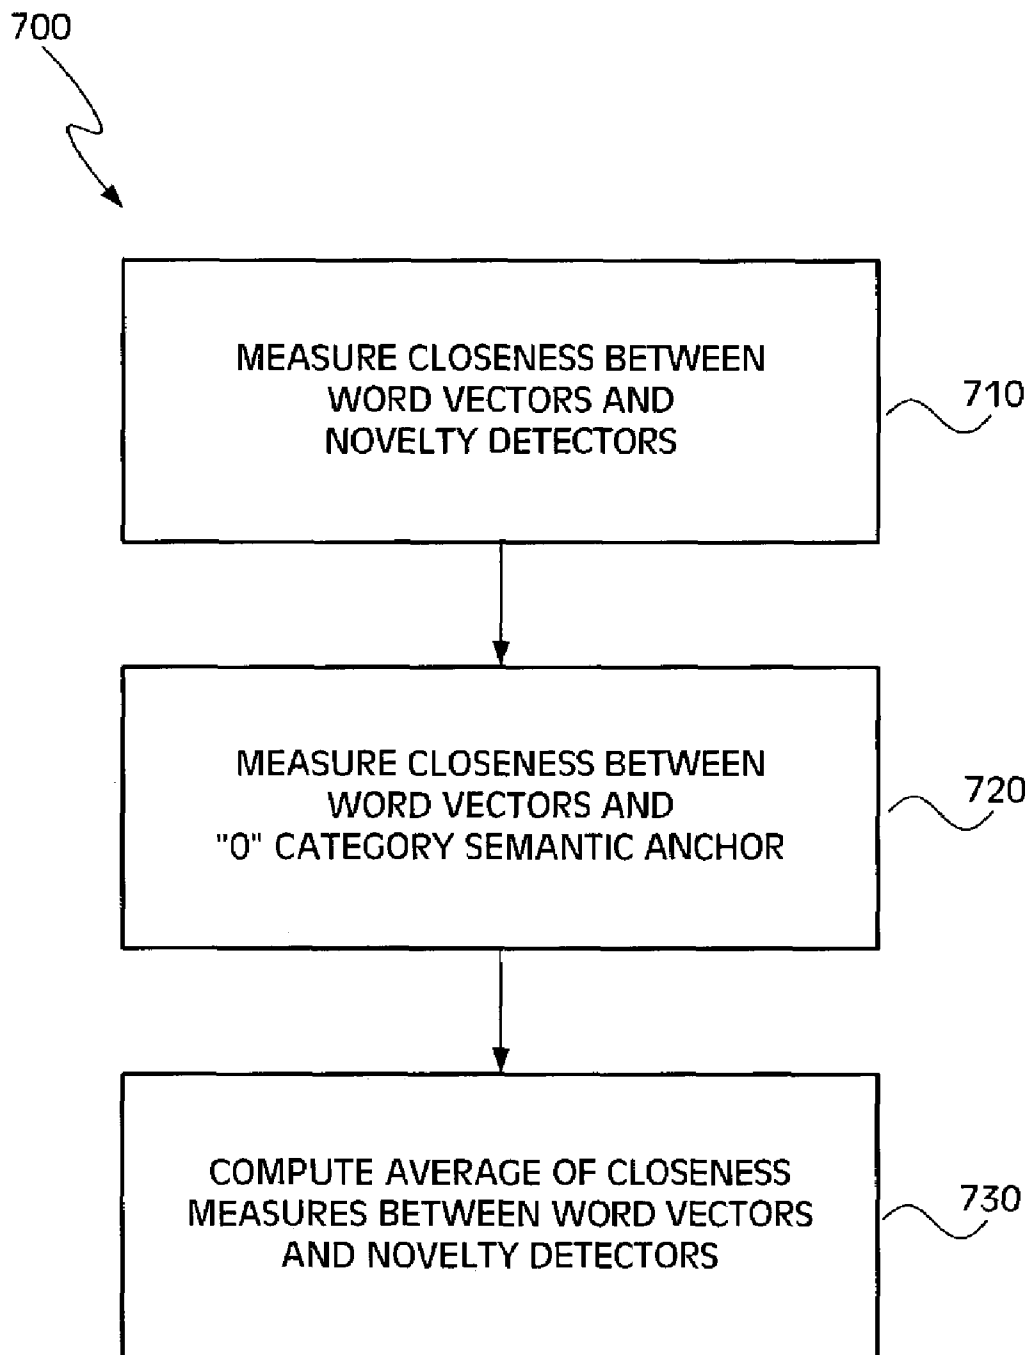 700
MEASURE CLOSENESS BETWEEN
WORD VECTORS AND
NOVELTY DETECTORS
710
MEASURE CLOSENESS BETWEEN
WORD VECTORS AND
"0" CATEGORY SEMANTIC ANCHOR
720
COMPUTE AVERAGE OF CLOSENESS
MEASURES BETWEEN WORD VECTORS
AND NOVELTY DETECTORS
730